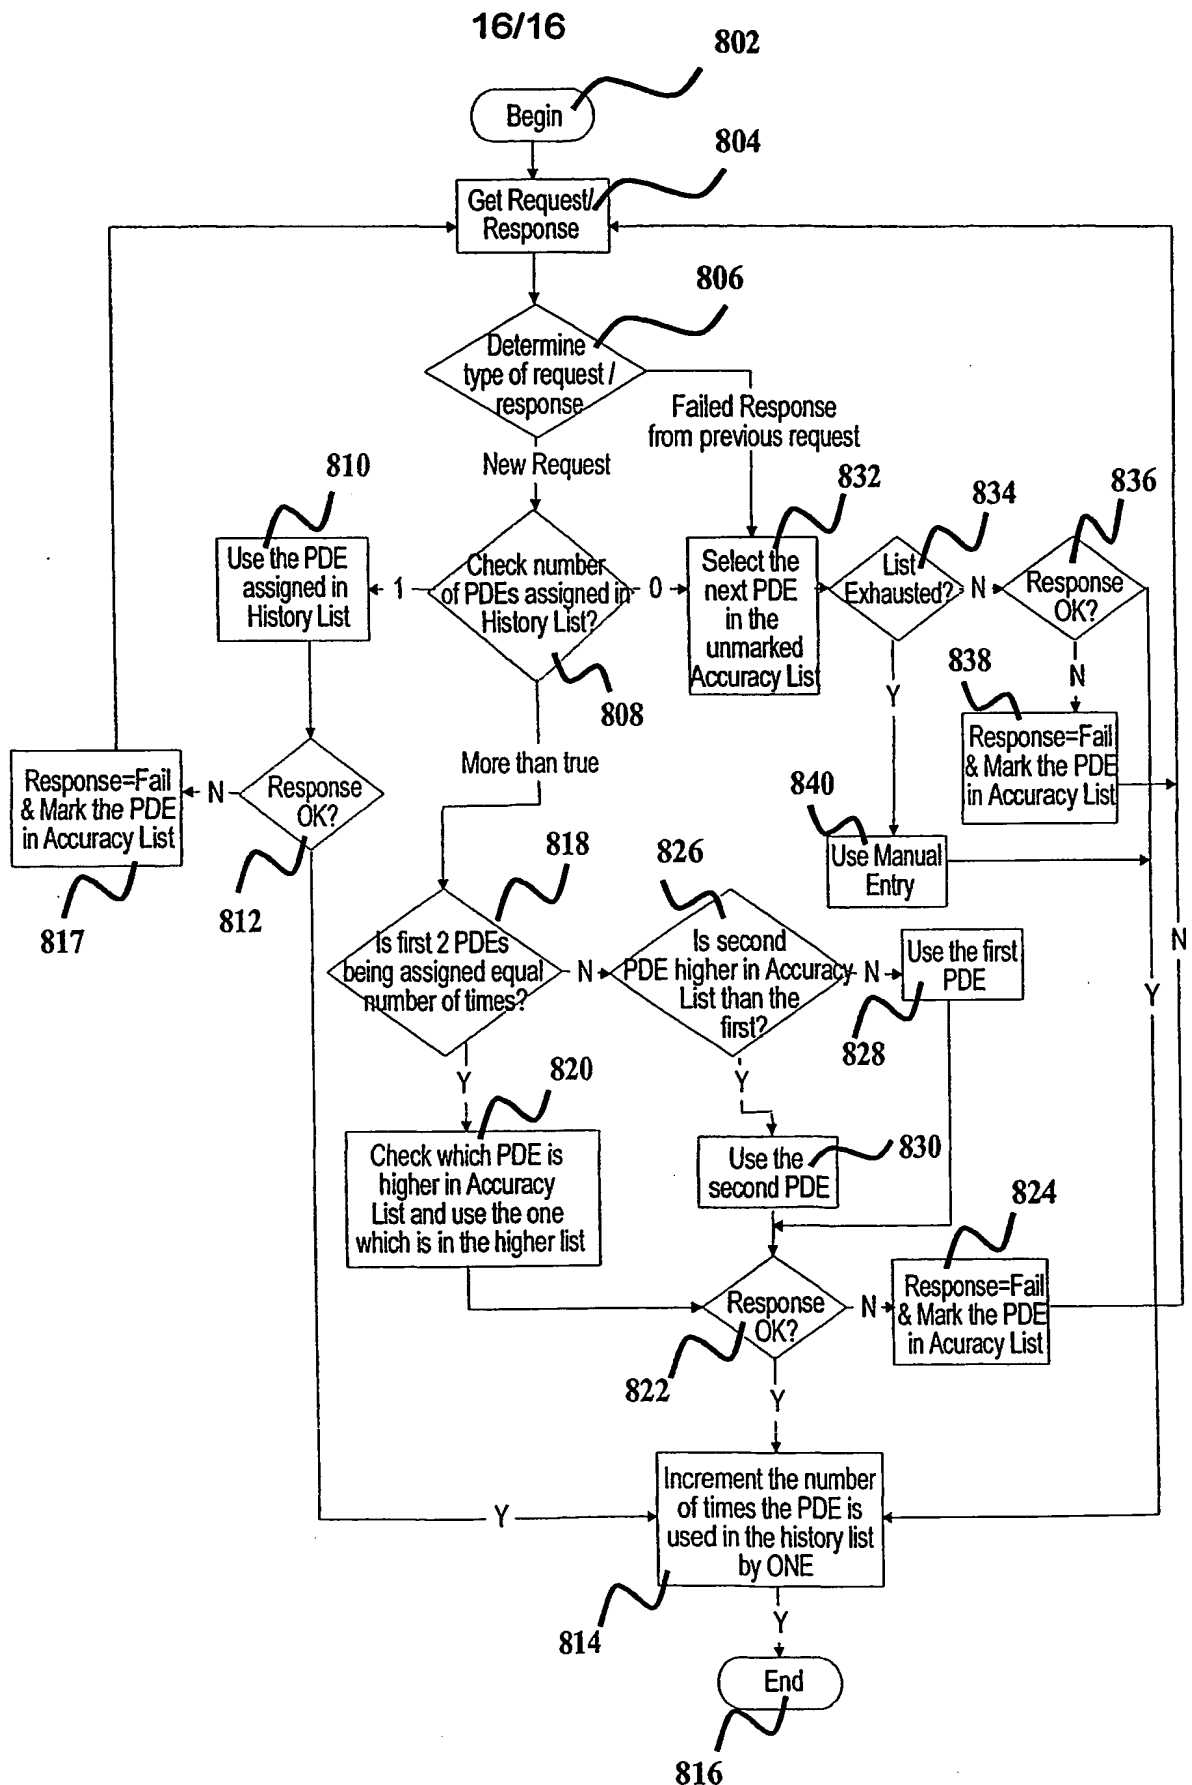 16/16
802
Begin
804
Get Request/
Response
806
Determine
type of request /
response
Failed Response
from previous request
New Request
810
832
834
836
Use the PDE
assigned in
History List
1
Check number
of PDEs assigned in
History List?
0
Select the
next PDE
in the
unmarked
Accuracy List
List
Exhausted?
N
Response
OK?
808
Y
N
838
More than true
Response=Fail
& Mark the PDE
in Accuracy List
N
Response
OK?
Response=Fail
& Mark the PDE
in Accuracy List
840
817
812
818
826
Use Manual
Entry
N
Is first 2 PDEs
being assigned equal
number of times?
N
Is second
PDE higher in Accuracy
List than the
first?
N
Use the first
PDE
828
Y
Y
820
Y
Check which PDE is
higher in Accuracy
List and use the one
which is in the higher list
Use the
second PDE
830
824
Response
OK?
N
Response=Fail
& Mark the PDE
in Acuracy List
822
Y
Increment the number
of times the PDE is
used in the history list
by ONE
Y
814
Y
End
816